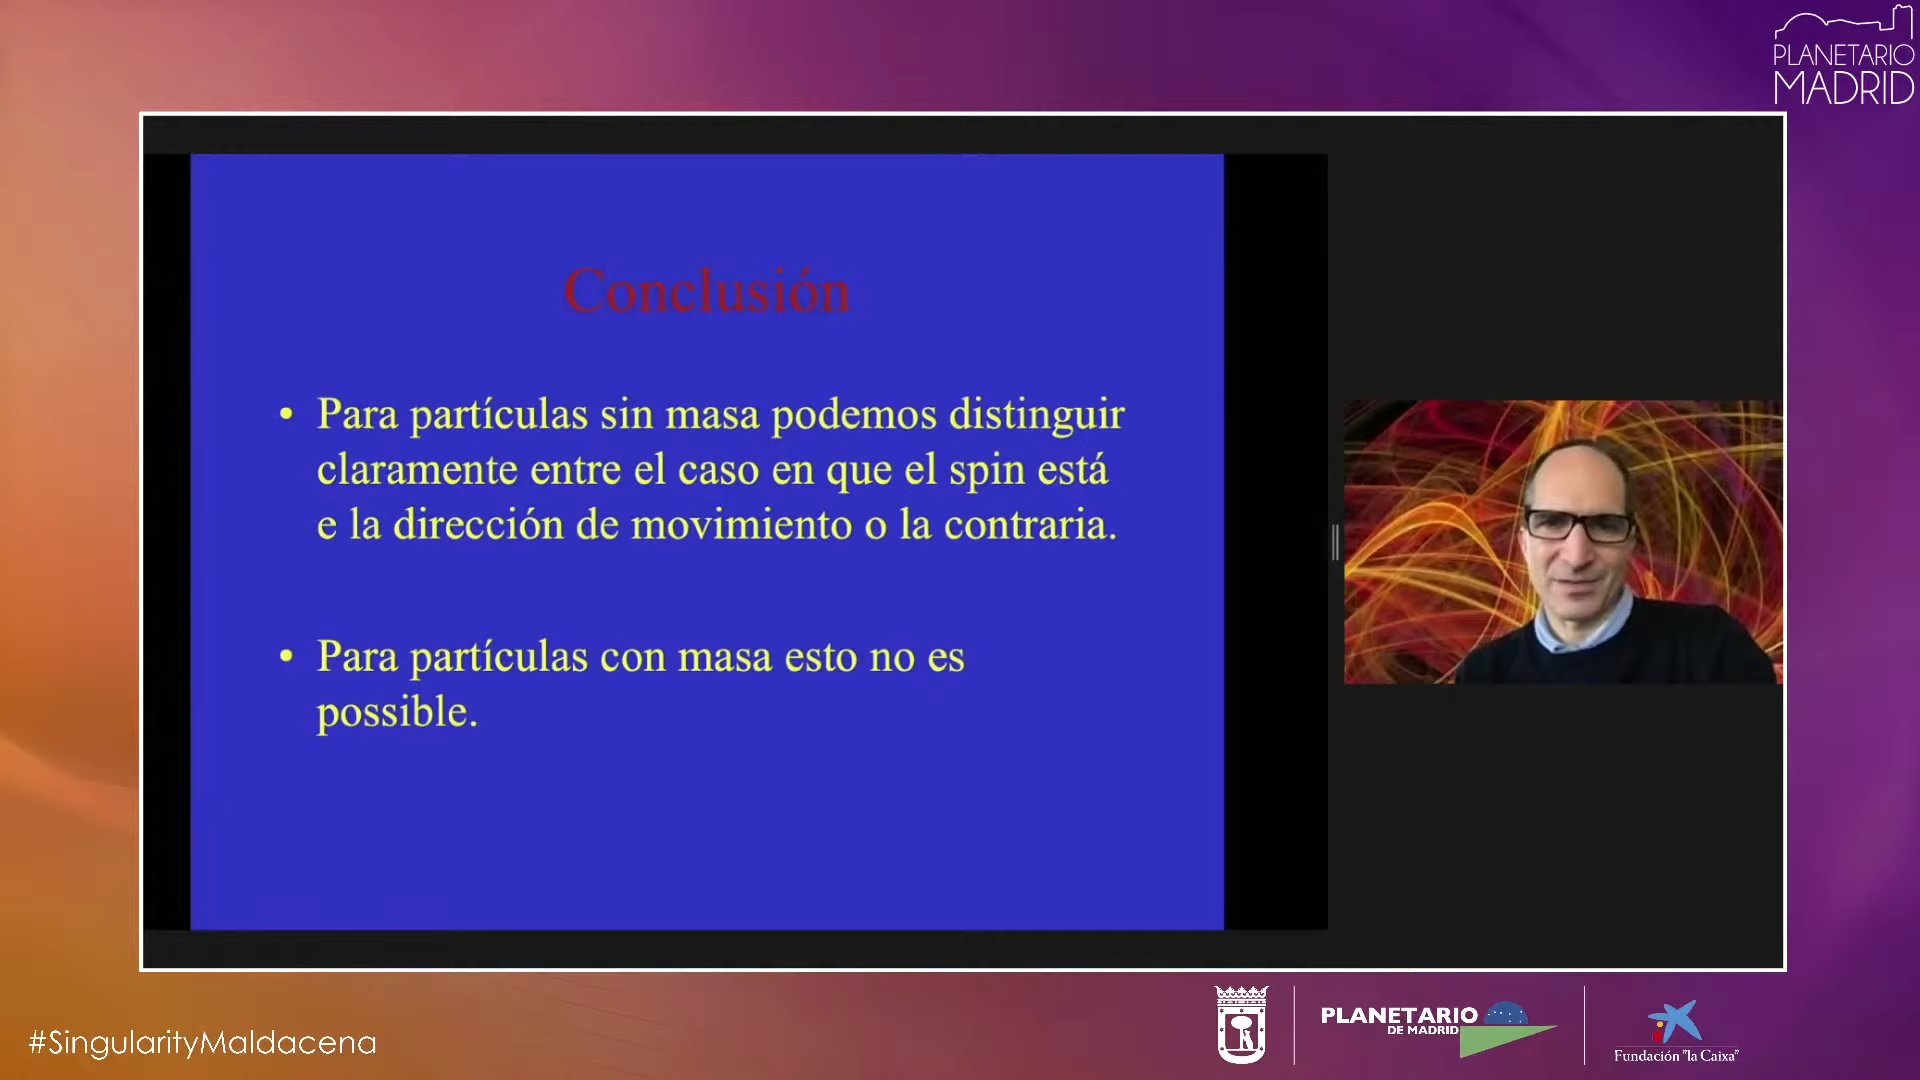 PLANETARIO
MADRID
Conclusión
• Para partículas sin masa podemos distinguir
claramente entre el caso en que el spin está
e la dirección de movimiento o la contraria.
• Para partículas con masa esto no es
posible.
#SingularityMaldacena
PLANETARIO
DE MADRID
Fundación "la Caixa"